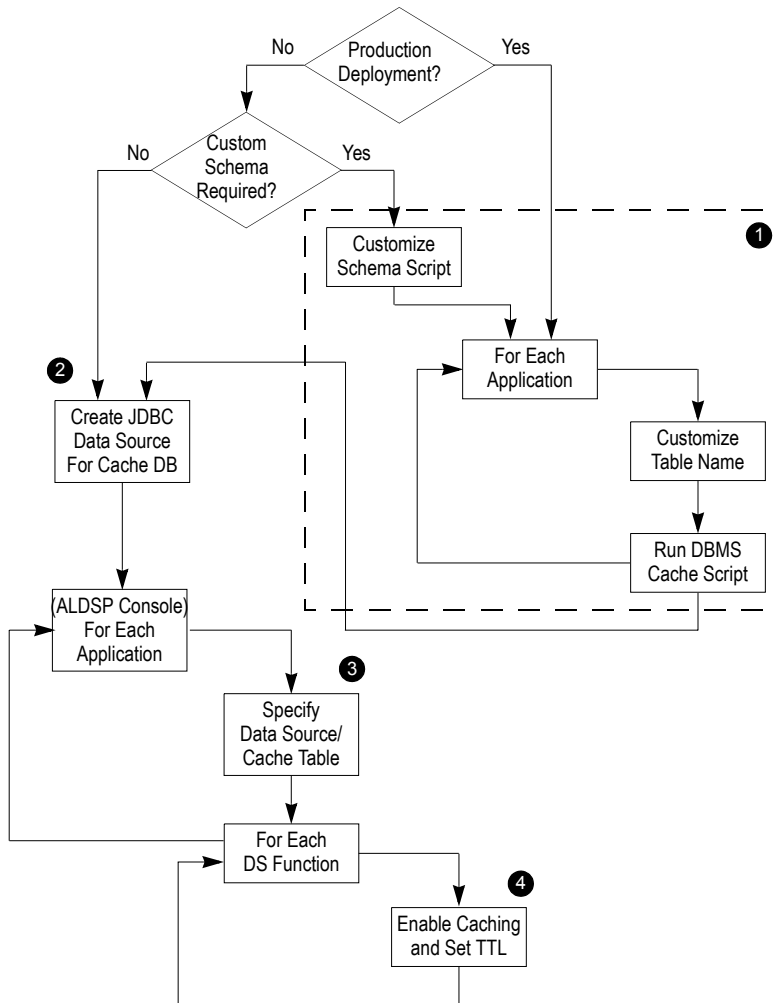 No
Production
Deployment?
Yes
No
Custom
Schema
Required?
Yes
1
Customize
Schema Script
For Each
Application
2
Create JDBC
Data Source
For Cache DB
Customize
Table Name
Run DBMS
Cache Script
(ALDSP Console)
For Each
Application
3
Specify
Data Source/
Cache Table
For Each
DS Function
4
Enable Caching
and Set TTL